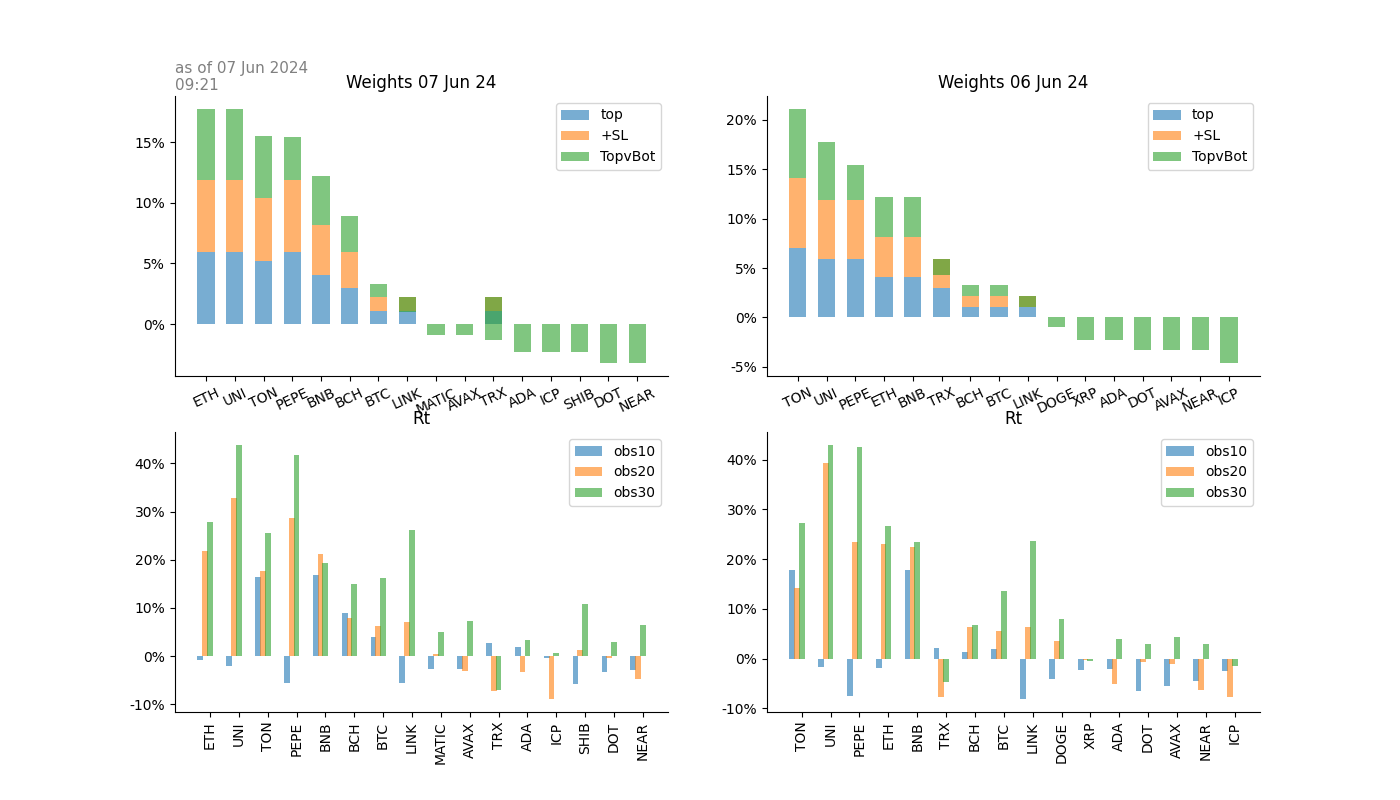 as of 07 Jun 2024
09:21
Weights 07 Jun 24
top
+SL
TopvBot
15%
10%
5%
0%
ETH UNI TON PEPE BNB BCH BTC LINK MATIC AVAX TRX ADA ICP SHIB DOT NEAR
Weights 06 Jun 24
top
+SL
TopvBot
20%
15%
10%
5%
0%
-5%
TON UNI PEPE ETH BNB TRX BCH BTC LINK DOGE XRP ADA DOT AVAX NEAR ICP
Rt
obs10
obs20
obs30
40%
30%
20%
10%
0%
-10%
ETH UNI TON PEPE BNB BCH BTC LINK MATIC AVAX TRX ADA ICP SHIB DOT NEAR
Rt
obs10
obs20
obs30
40%
30%
20%
10%
0%
-10%
TON UNI PEPE ETH BNB TRX BCH BTC LINK DOGE XRP ADA DOT AVAX NEAR ICP